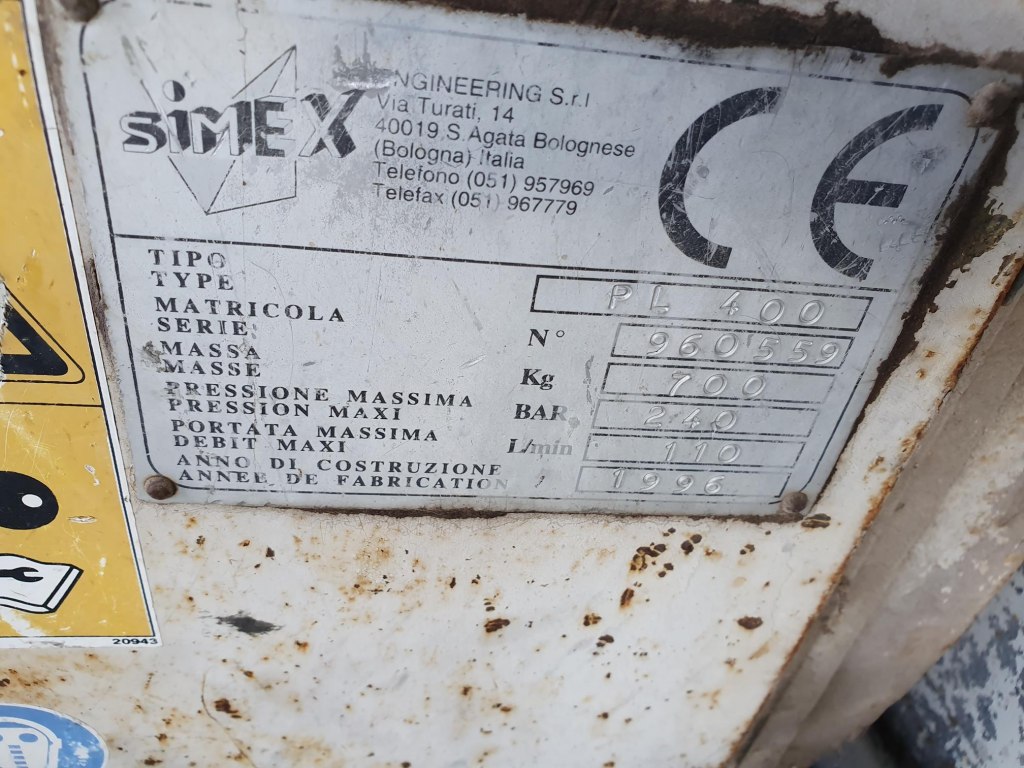 SIMEX
ENGINEERING S.r.l
Via Turati, 14
40019 S. Agata Bolognese
(Bologna) Italia
Telefono (051) 957969
Telefax (051) 967779
CE
TIPO
TYPE
PL 400
MATRICOLA
SERIE
N° 960559
MASSA
MASSE
Kg 700
PRESSIONE MASSIMA
PRESSION MAXI
BAR 240
PORTATA MASSIMA
DEBIT MAXI
L/min 110
ANNO DI COSTRUZIONE
ANNEE DE FABRICATION
1996
20943